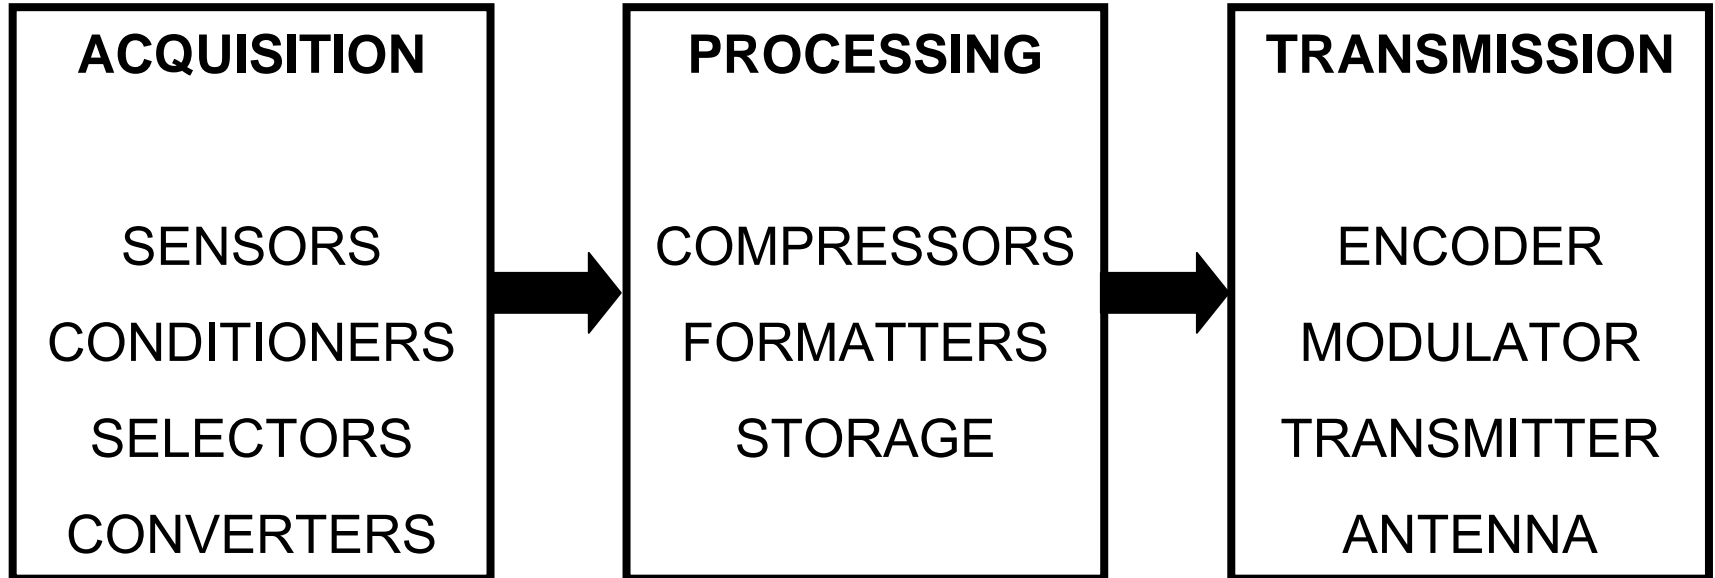 ACQUISITION
SENSORS
CONDITIONERS
SELECTORS
CONVERTERS
PROCESSING
COMPRESSORS
FORMATTERS
STORAGE
TRANSMISSION
ENCODER
MODULATOR
TRANSMITTER
ANTENNA